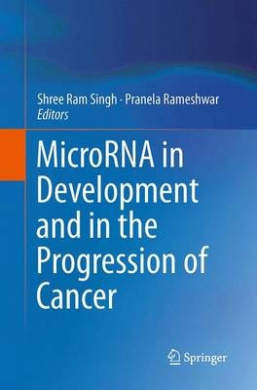 Shree Ram Singh · Pranela Rameshwar
Editors
MicroRNA in
Development
and in the
Progression of
Cancer
Springer